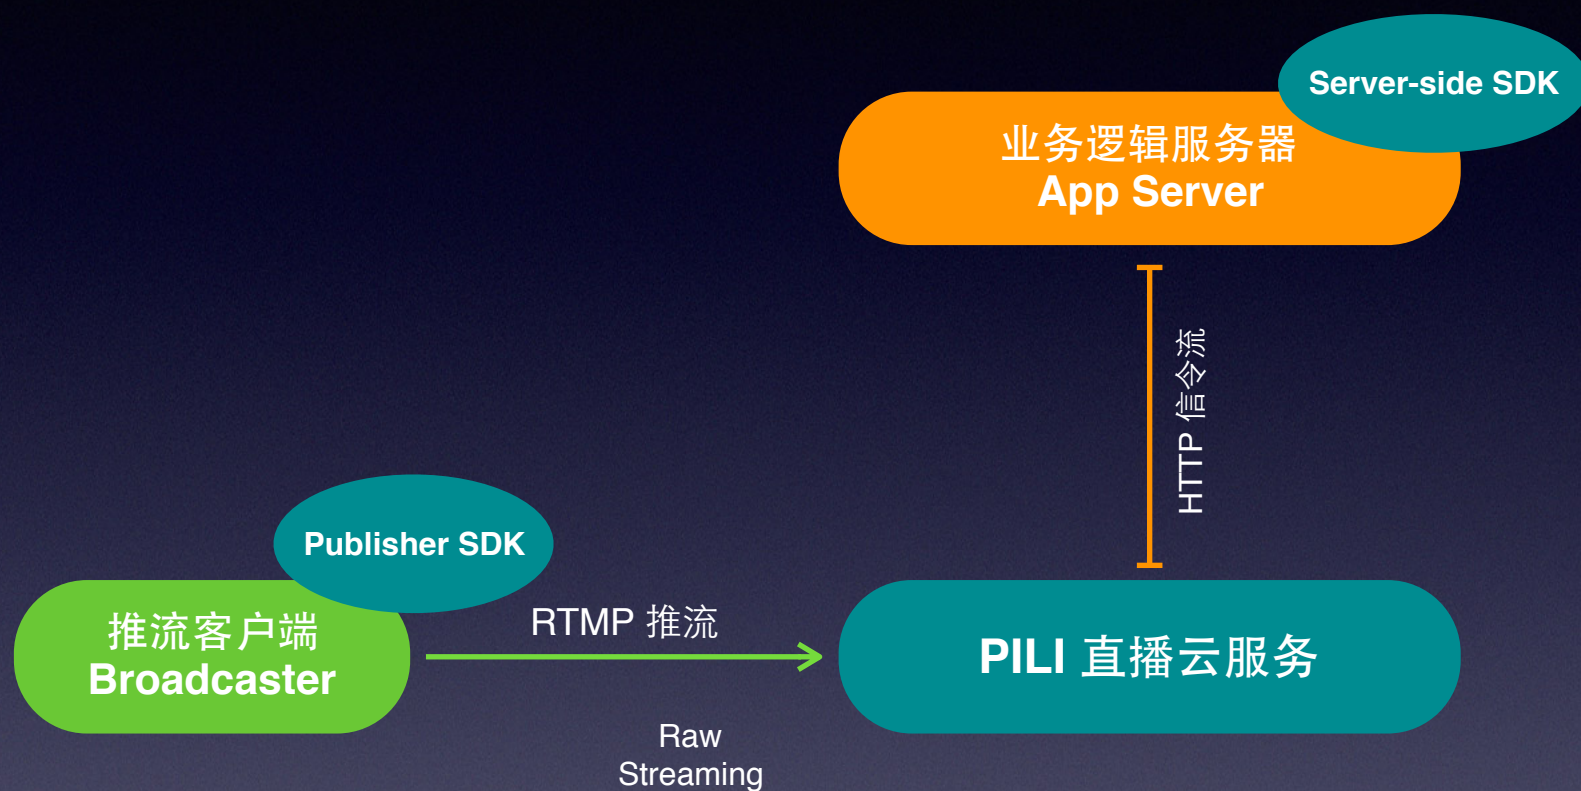 Server-side SDK
业务逻辑服务器
App Server
HTTP 信令流
Publisher SDK
推流客户端
Broadcaster
RTMP 推流
PILI 直播云服务
Raw
Streaming